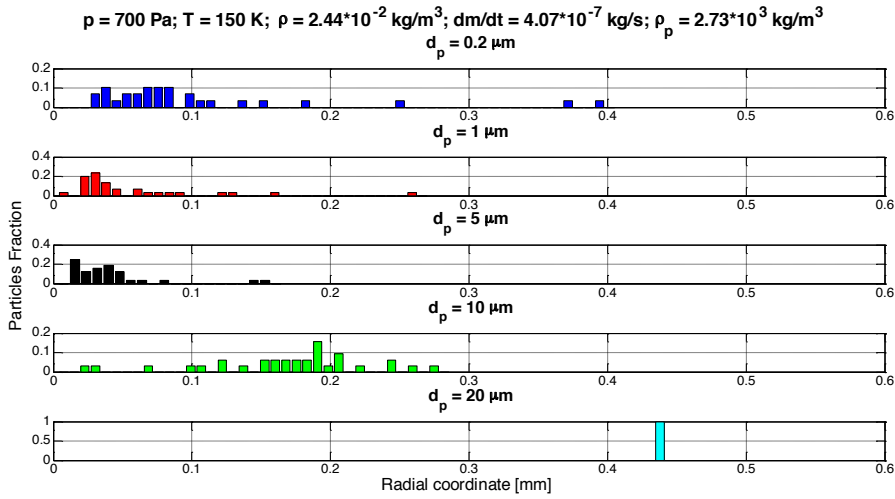 p = 700 Pa; T = 150 K; ρ = 2.44*10⁻² kg/m³; dm/dt = 4.07*10⁻⁷ kg/s; ρₚ = 2.73*10³ kg/m³
dₚ = 0.2 μm
0.2
0.1
0
0 0.1 0.2 0.3 0.4 0.5 0.6
dₚ = 1 μm
0.4
0.2
0
0 0.1 0.2 0.3 0.4 0.5 0.6
dₚ = 5 μm
0.4
0.2
0
0 0.1 0.2 0.3 0.4 0.5 0.6
dₚ = 10 μm
0.2
0.1
0
0 0.1 0.2 0.3 0.4 0.5 0.6
dₚ = 20 μm
1
0.5
0
0 0.1 0.2 0.3 0.4 0.5 0.6
Radial coordinate [mm]
Particles Fraction